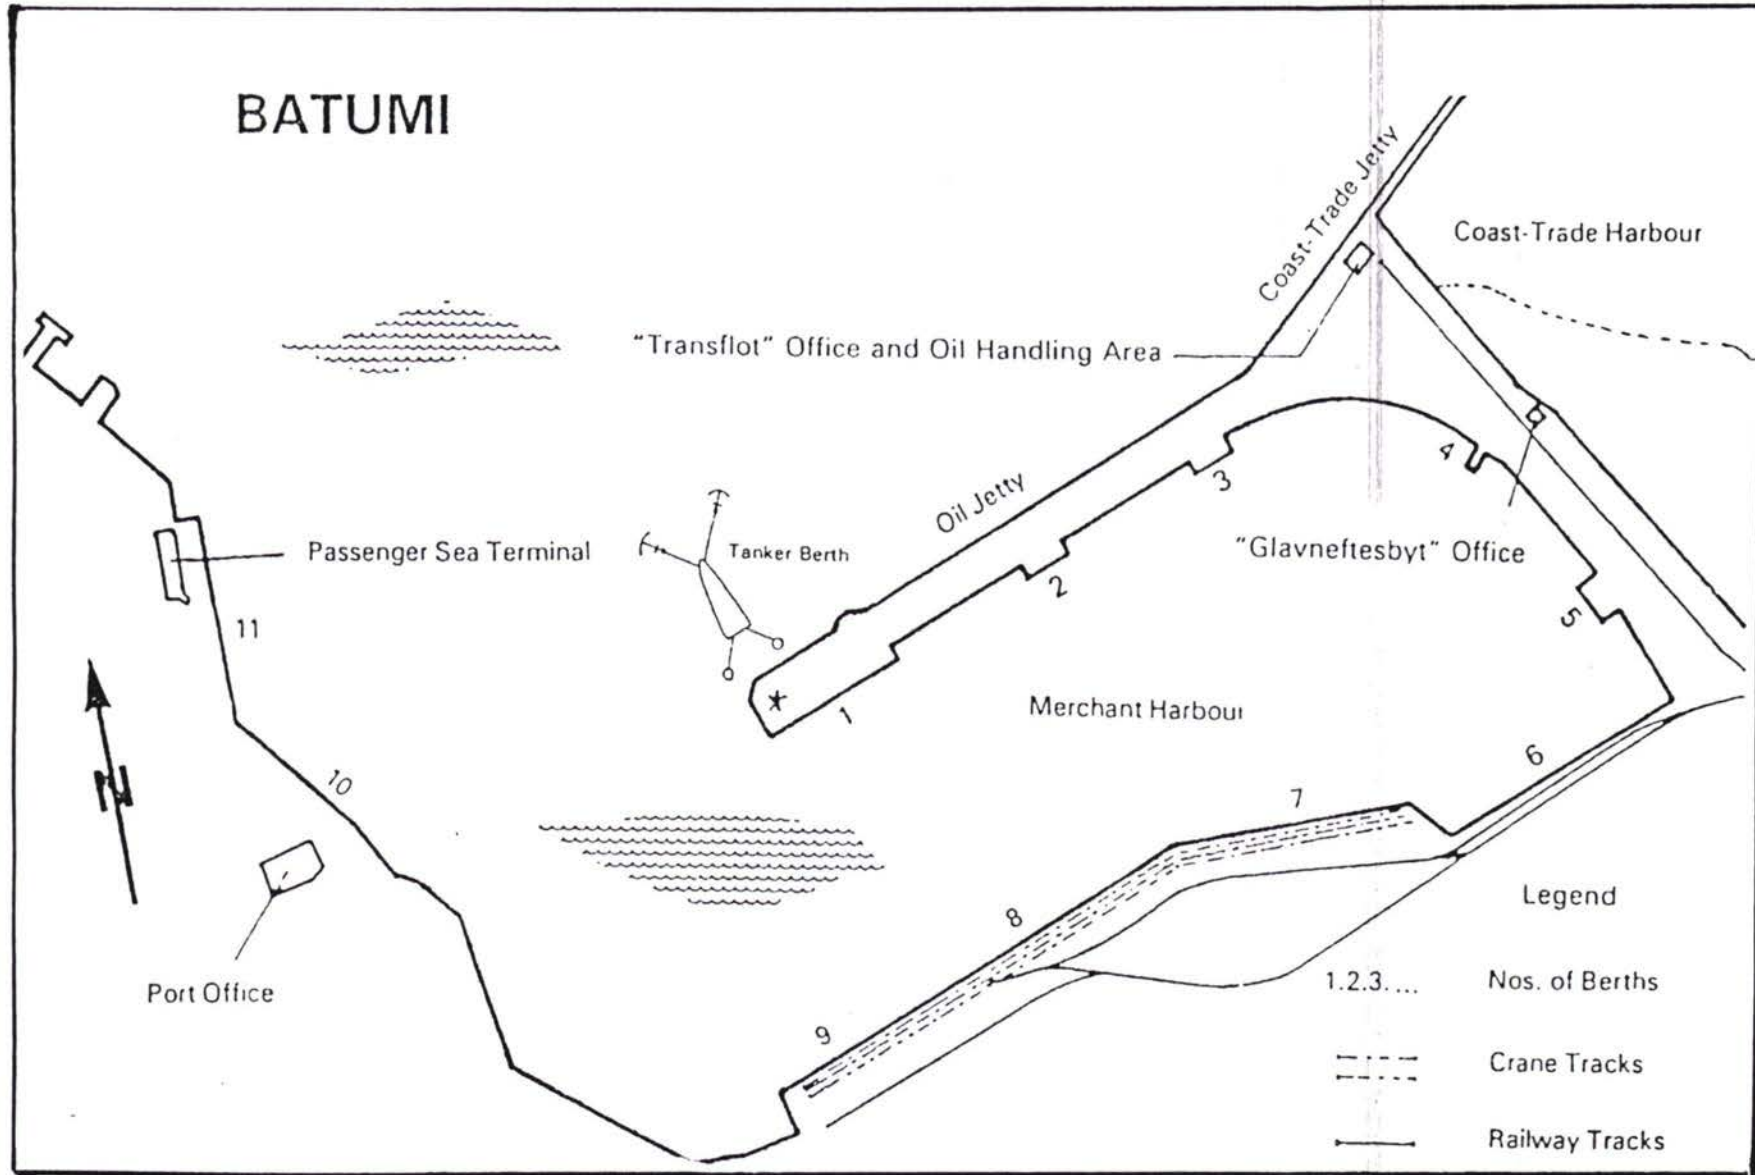 BATUMI
Coast-Trade Jetty
Coast-Trade Harbour
"Transflot" Office and Oil Handling Area
Oil Jetty
Tanker Berth
Passenger Sea Terminal
"Glavneftesbyt" Office
Merchant Harbour
1
2
3
4
5
6
7
8
9
10
11
N
Port Office
Legend
1.2.3.... Nos. of Berths
Crane Tracks
Railway Tracks